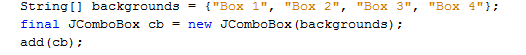 String[] backgrounds = {"Box 1", "Box 2", "Box 3", "Box 4"};
final JComboBox cb = new JComboBox(backgrounds);
add(cb);